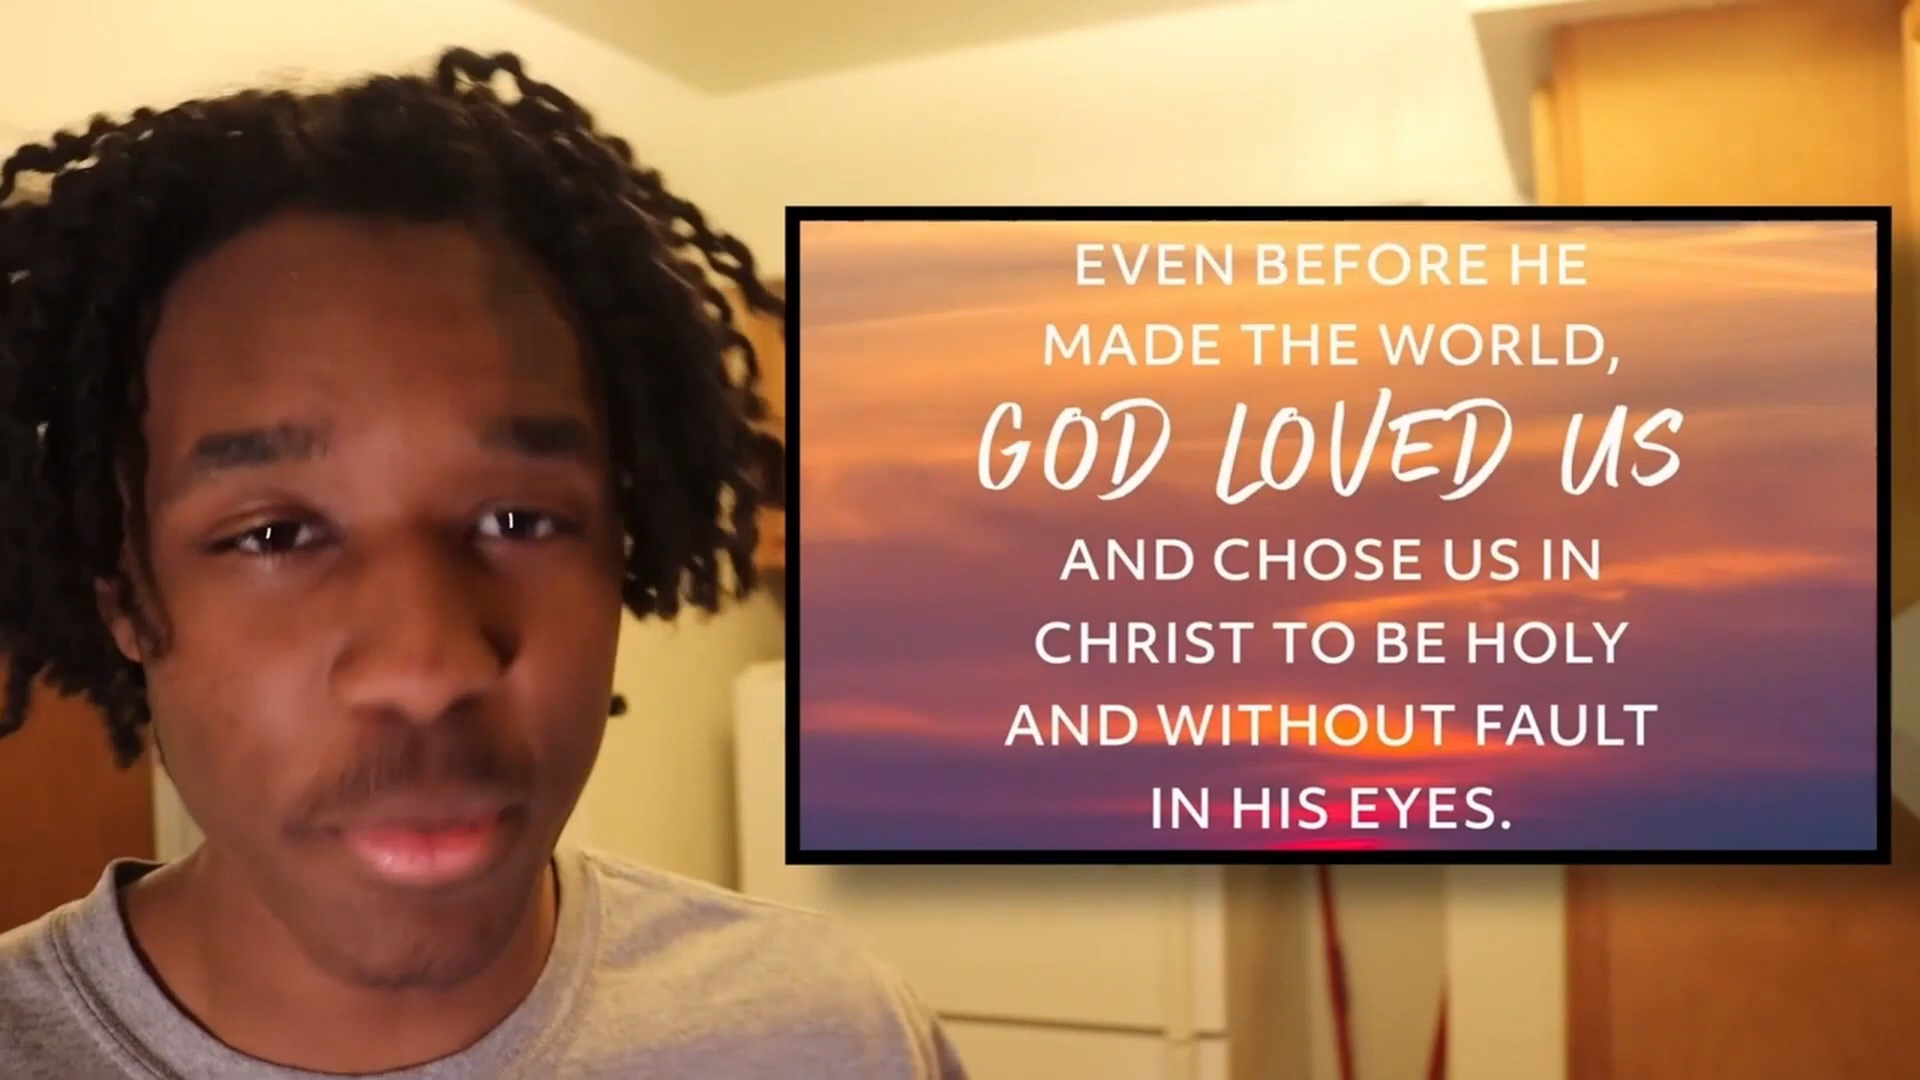 EVEN BEFORE HE
MADE THE WORLD,
GOD LOVED US
AND CHOSE US IN
CHRIST TO BE HOLY
AND WITHOUT FAULT
IN HIS EYES.